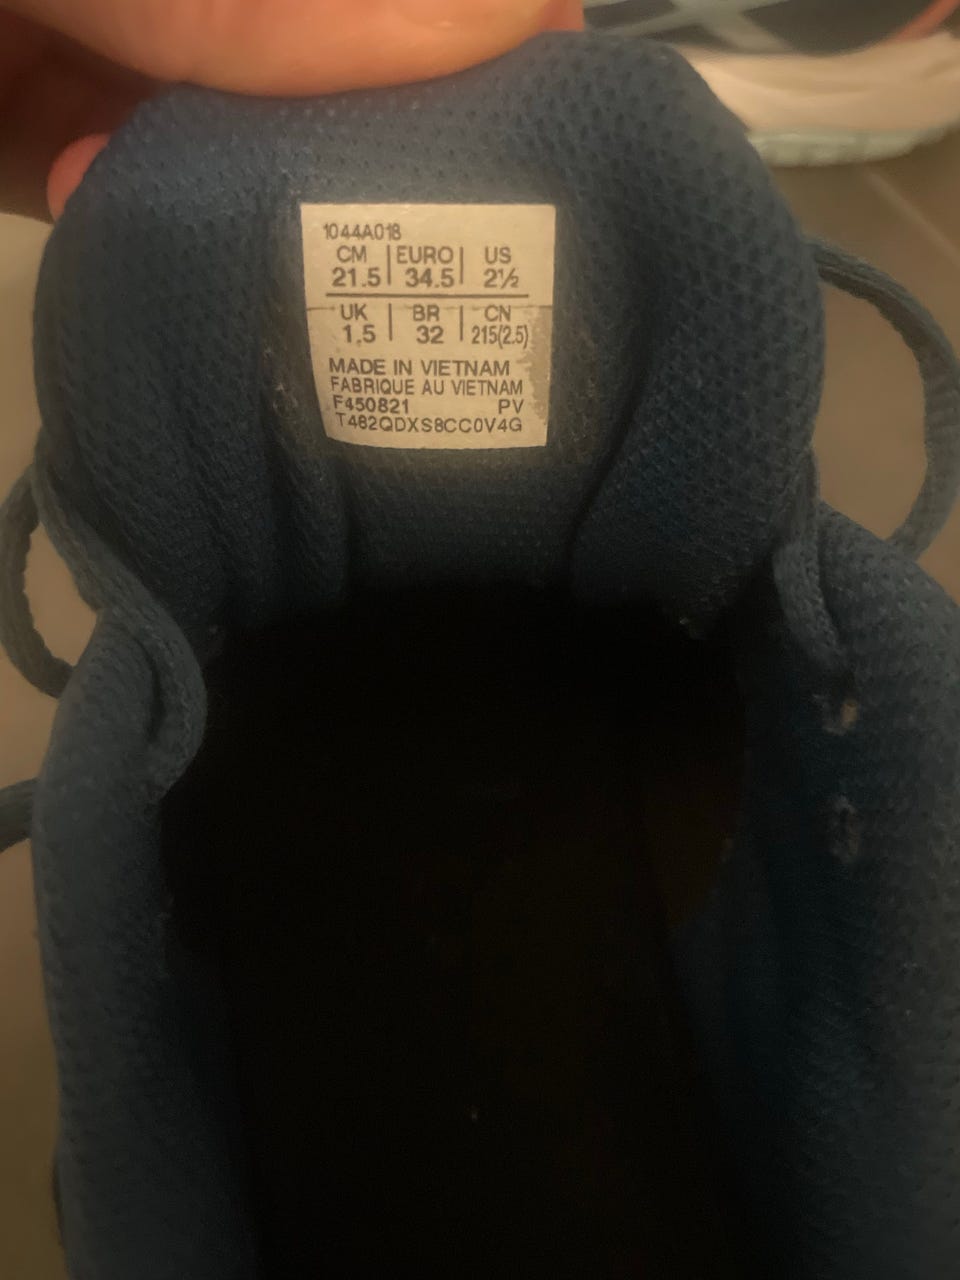 1044A018
CM | EURO | US
21.5 | 34.5 | 2½
UK | BR | CN
1.5 | 32 | 215(2.5)
MADE IN VIETNAM
FABRIQUE AU VIETNAM
F450821 PV
T462QDXS8CC0V4G